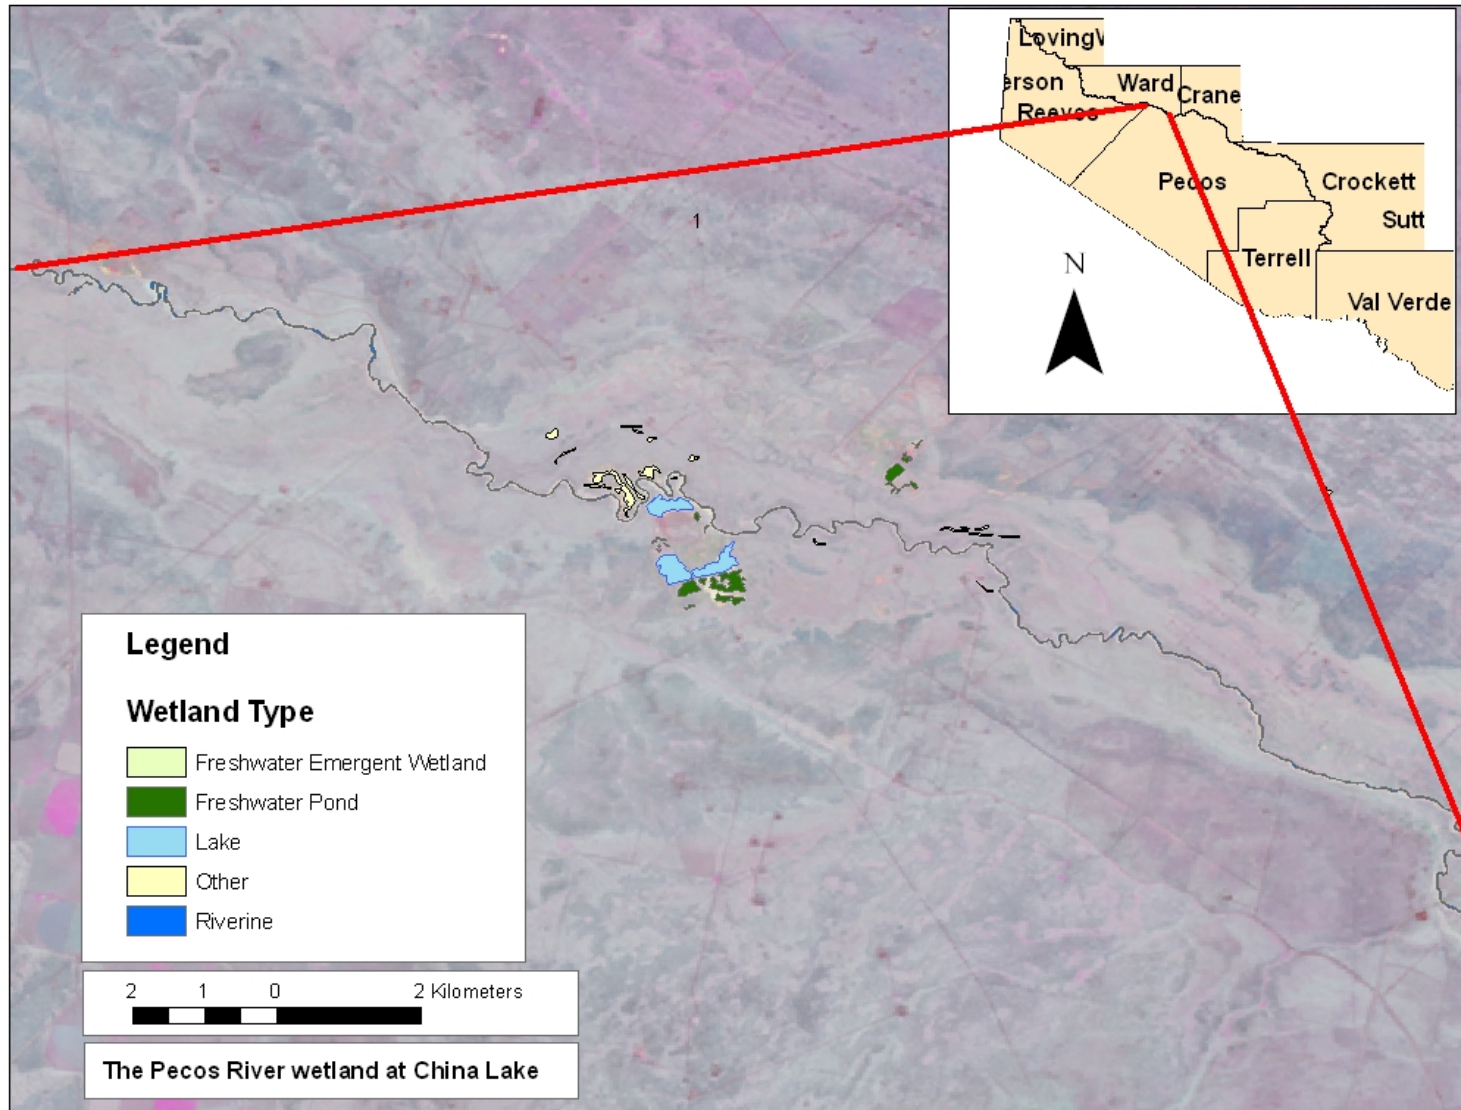 LovingW
erson
Ward
Crane
Reeves
Pecos
Crockett
Sutt
Terrell
Val Verde
N
1
Legend
Wetland Type
Freshwater Emergent Wetland
Freshwater Pond
Lake
Other
Riverine
2 1 0 2 Kilometers
The Pecos River wetland at China Lake